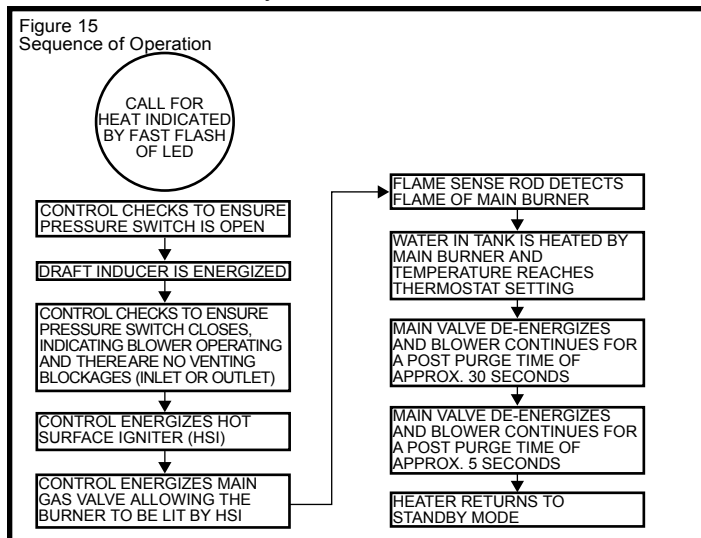 Figure 15
Sequence of Operation
CALL FOR
HEAT INDICATED
BY FAST FLASH
OF LED
CONTROL CHECKS TO ENSURE
PRESSURE SWITCH IS OPEN
DRAFT INDUCER IS ENERGIZED
CONTROL CHECKS TO ENSURE
PRESSURE SWITCH CLOSES,
INDICATING BLOWER OPERATING
AND THEREARE NO VENTING
BLOCKAGES (INLET OR OUTLET)
CONTROL ENERGIZES HOT
SURFACE IGNITER (HSI)
CONTROL ENERGIZES MAIN
GAS VALVE ALLOWING THE
BURNER TO BE LIT BY HSI
FLAME SENSE ROD DETECTS
FLAME OF MAIN BURNER
WATER IN TANK IS HEATED BY
MAIN BURNER AND
TEMPERATURE REACHES
THERMOSTAT SETTING
MAIN VALVE DE-ENERGIZES
AND BLOWER CONTINUES FOR
A POST PURGE TIME OF
APPROX. 30 SECONDS
MAIN VALVE DE-ENERGIZES
AND BLOWER CONTINUES FOR
A POST PURGE TIME OF
APPROX. 5 SECONDS
HEATER RETURNS TO
STANDBY MODE